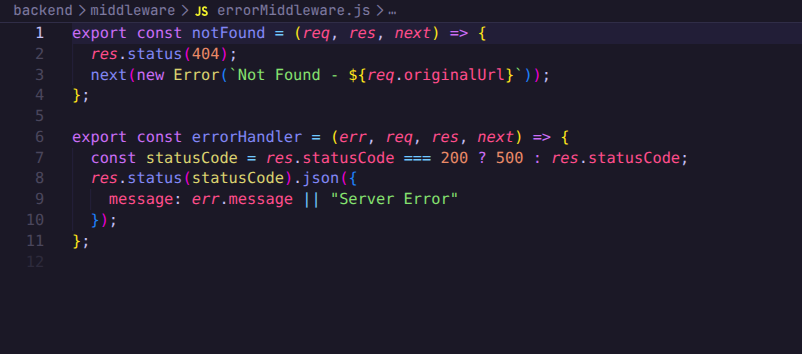 backend > middleware > JS errorMiddleware.js > …
1 export const notFound = (req, res, next) => {
2   res.status(404);
3   next(new Error(`Not Found - ${req.originalUrl}`));
4 };
5
6 export const errorHandler = (err, req, res, next) => {
7   const statusCode = res.statusCode === 200 ? 500 : res.statusCode;
8   res.status(statusCode).json({
9     message: err.message || "Server Error"
10   });
11 };
12